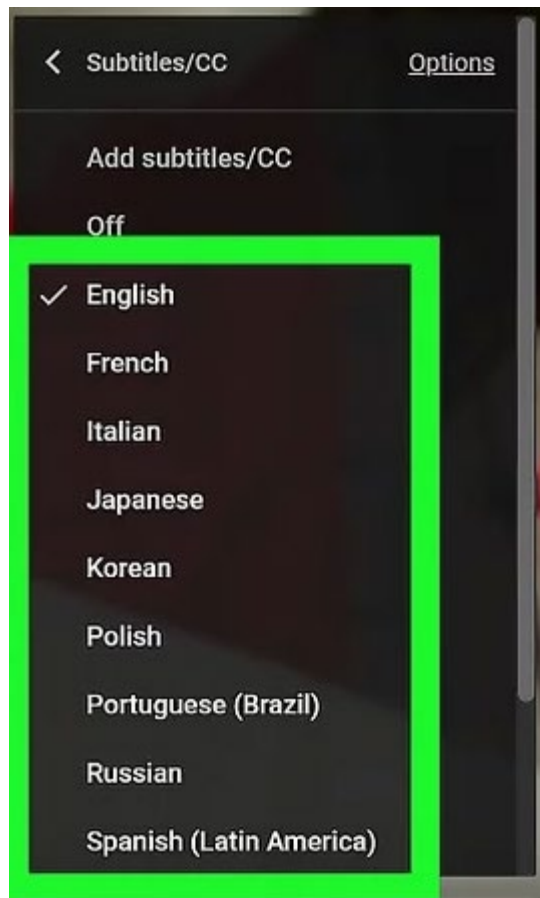 Subtitles/CC Options
Add subtitles/CC
Off
English
French
Italian
Japanese
Korean
Polish
Portuguese (Brazil)
Russian
Spanish (Latin America)